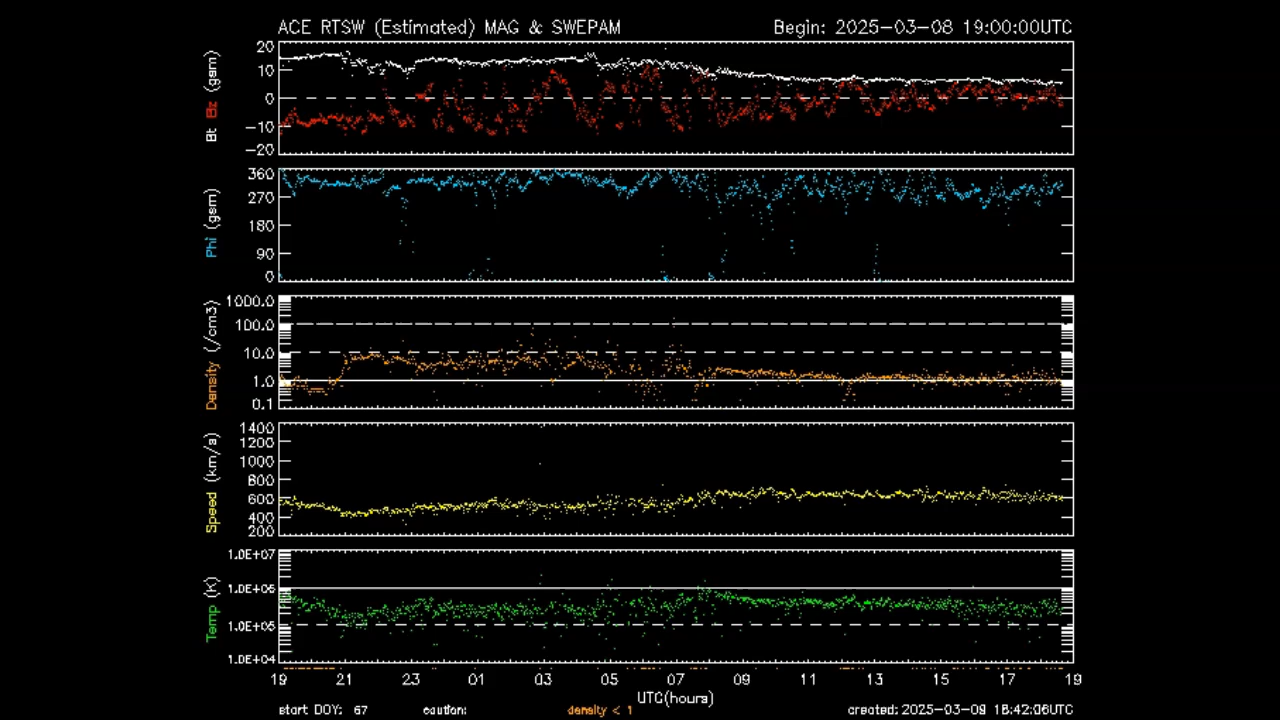 ACE RTSW (Estimated) MAG & SWEPAM Begin: 2025-03-08 19:00:00UTC
Bt Bz (gsm)
20
10
0
-10
-20
Phi (gsm)
360
270
180
90
0
Density (/cm3)
1000.0
100.0
10.0
1.0
0.1
Speed (km/s)
1400
1200
1000
800
600
400
200
Temp (K)
1.0E+07
1.0E+06
1.0E+05
1.0E+04
19 21 23 01 03 05 07 09 11 13 15 17 19
UTC(hours)
start DOY: 67 caution: density < 1 created: 2025-03-09 18:42:06UTC